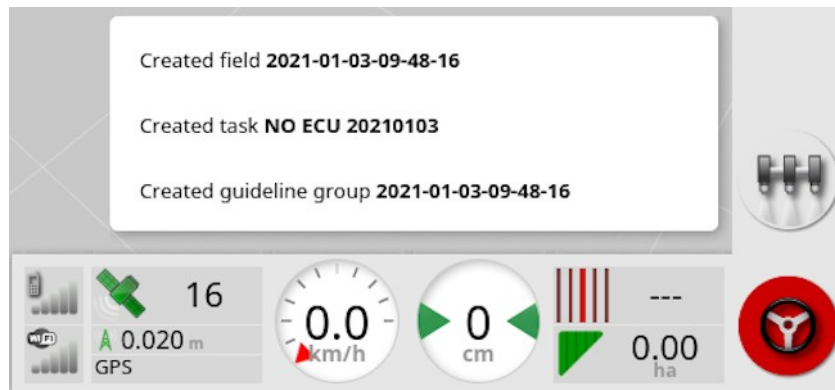 Created field 2021-01-03-09-48-16
Created task NO ECU 20210103
Created guideline group 2021-01-03-09-48-16
16
0.0
km/h
0
cm
---
WiFi
0.020 m
GPS
0.00
ha